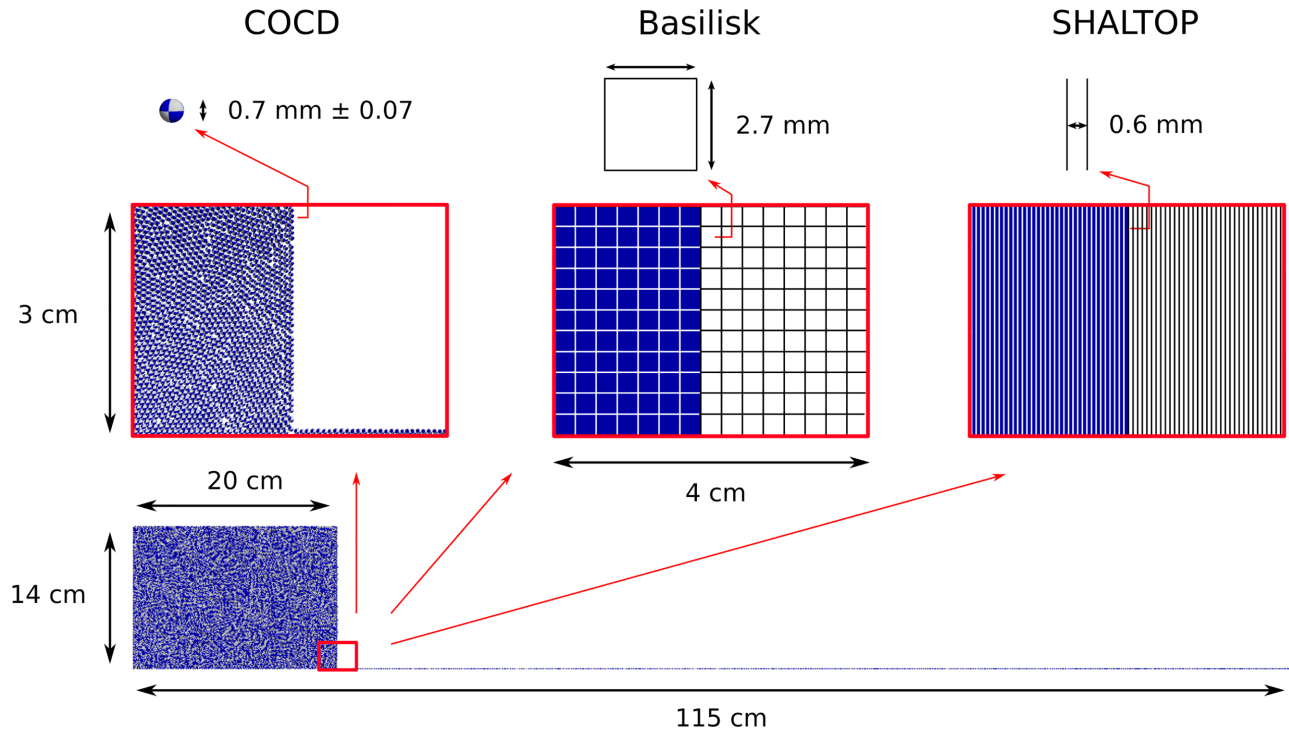 COCD
Basilisk
SHALTOP
0.7 mm ± 0.07
2.7 mm
0.6 mm
3 cm
4 cm
20 cm
14 cm
115 cm